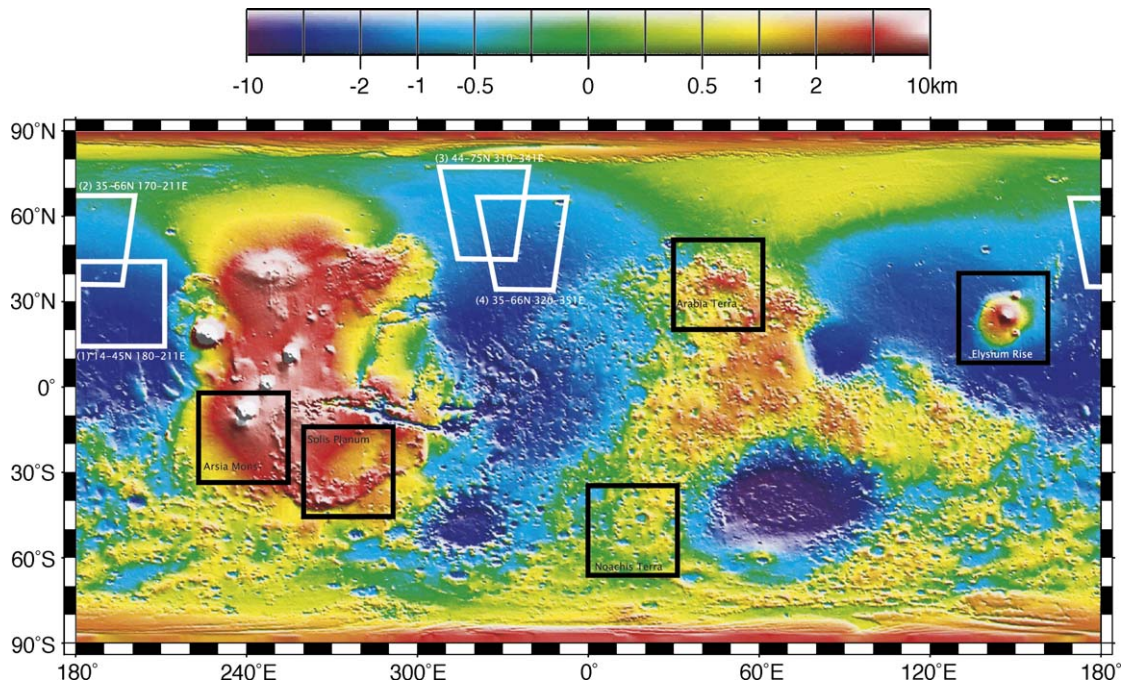 -10 -2 -1 -0.5 0 0.5 1 2 10km
90°N
(3) 44-75N 310-341E
(2) 35-66N 170-211E
60°N
30°N
(4) 35-66N 320-351E
Arabia Terra
(1) 14-45N 180-211E
Elysium Rise
0°
Solis Planum
Arsia Mons
30°S
Noachis Terra
60°S
90°S
180° 240°E 300°E 0° 60°E 120°E 180°